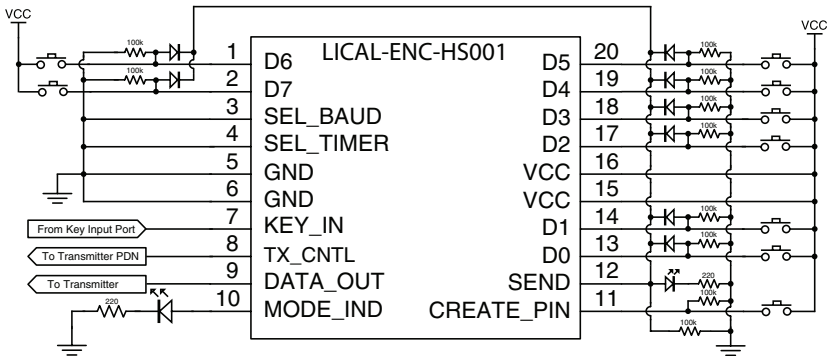 VCC
VCC
LICAL-ENC-HS001
100k
100k
1 D6
2 D7
3 SEL_BAUD
4 SEL_TIMER
5 GND
6 GND
7 KEY_IN
8 TX_CNTL
9 DATA_OUT
10 MODE_IND
From Key Input Port
To Transmitter PDN
To Transmitter
220
20 D5
19 D4
18 D3
17 D2
16 VCC
15 VCC
14 D1
13 D0
12 SEND
11 CREATE_PIN
100k
100k
100k
100k
100k
100k
220
100k
100k